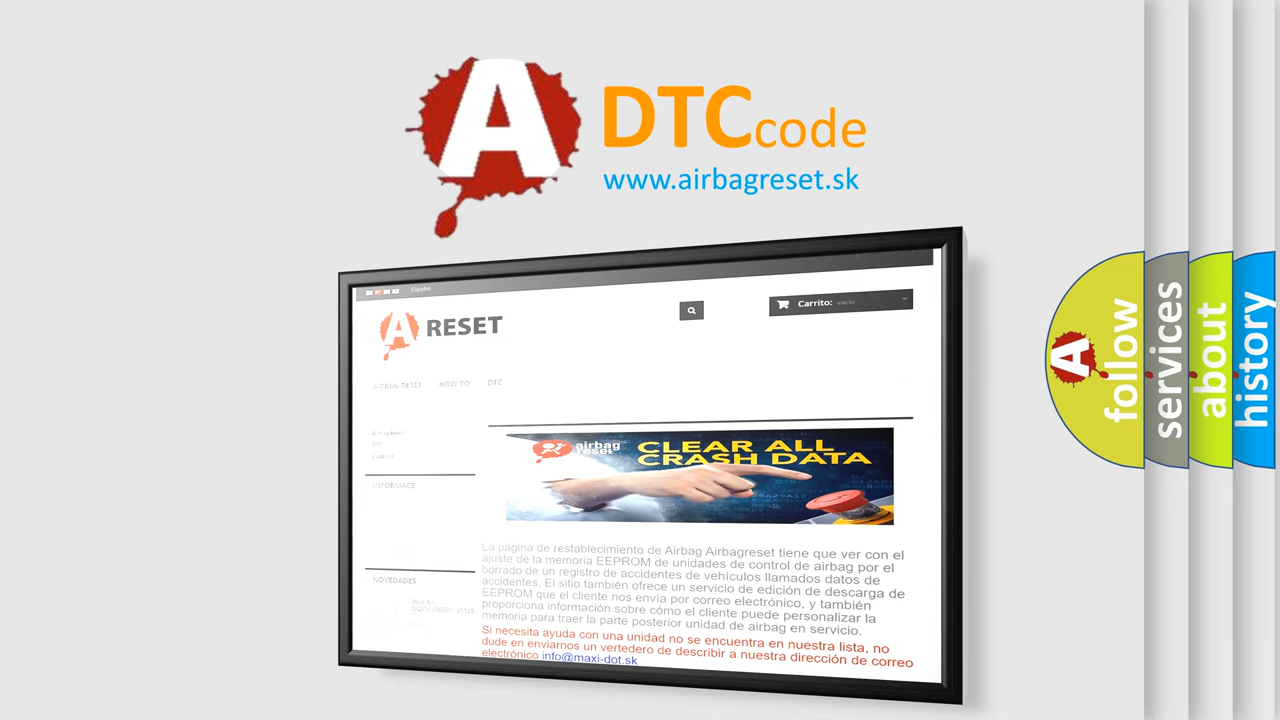 A
DTCcode
www.airbagreset.sk
Español
A RESET
Carrito: vacío
AIRBAG RESET HOW TO DTC
INFORMACE
NOVEDADES
airbag
reset
CLEAR ALL
CRASH DATA
La página de restablecimiento de Airbag Airbagreset tiene que ver con el
ajuste de la memoria EEPROM de unidades de control de airbag por el
borrado de un registro de accidentes de vehículos llamados datos de
accidentes. El sitio también ofrece un servicio de edición de descarga de
EEPROM que el cliente nos envía por correo electrónico, y también
proporciona información sobre cómo el cliente puede personalizar la
memoria para traer la parte posterior unidad de airbag en servicio.
Si necesita ayuda con una unidad no se encuentra en nuestra lista, no
dude en enviarnos un vertedero de describir a nuestra dirección de correo
electrónico info@maxi-dot.sk
A
follow
services
about
history